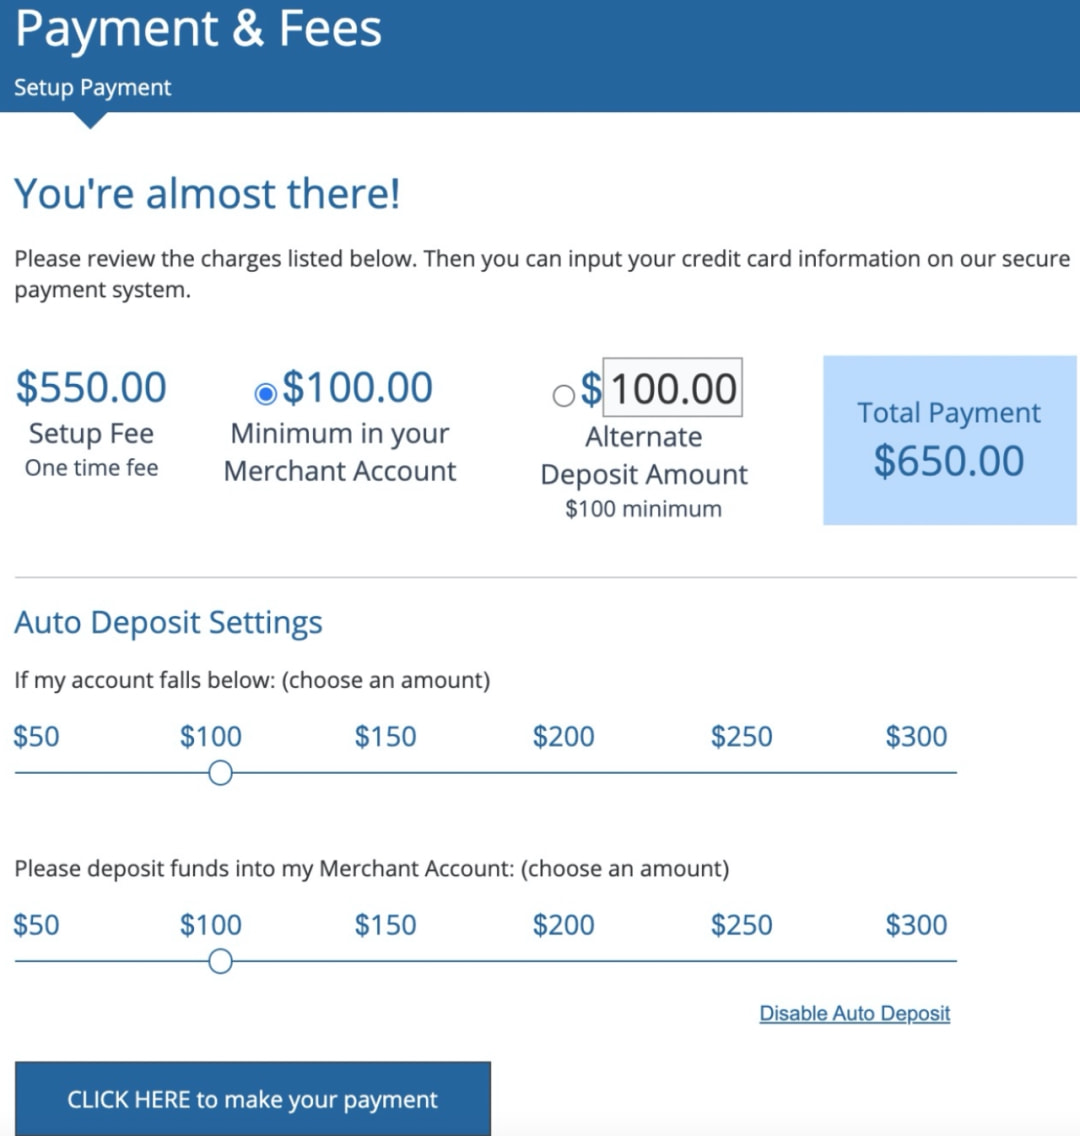 Payment & Fees
Setup Payment
You're almost there!
Please review the charges listed below. Then you can input your credit card information on our secure
payment system.
$550.00
Setup Fee
One time fee
$100.00
Minimum in your
Merchant Account
$ 100.00
Alternate
Deposit Amount
$100 minimum
Total Payment
$650.00
Auto Deposit Settings
If my account falls below: (choose an amount)
$50 $100 $150 $200 $250 $300
Please deposit funds into my Merchant Account: (choose an amount)
$50 $100 $150 $200 $250 $300
Disable Auto Deposit
CLICK HERE to make your payment